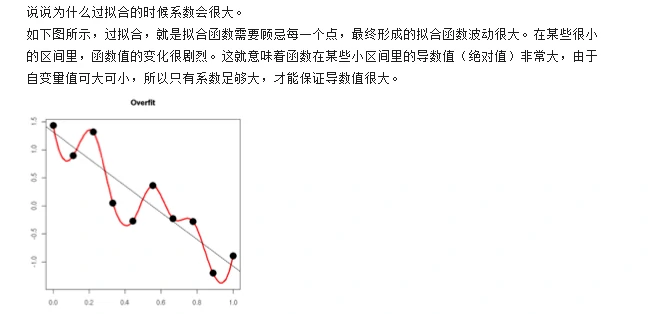 说说为什么过拟合的时候系数会很大。
如下图所示，过拟合，就是拟合函数需要顾忌每一个点，最终形成的拟合函数波动很大。在某些很小
的区间里，函数值的变化很剧烈。这就意味着函数在某些小区间里的导数值（绝对值）非常大，由于
自变量值可大可小，所以只有系数足够大，才能保证导数值很大。
Overfit
1.5
1.0
0.5
0.0
-0.5
-1.0
0.0 0.2 0.4 0.6 0.8 1.0